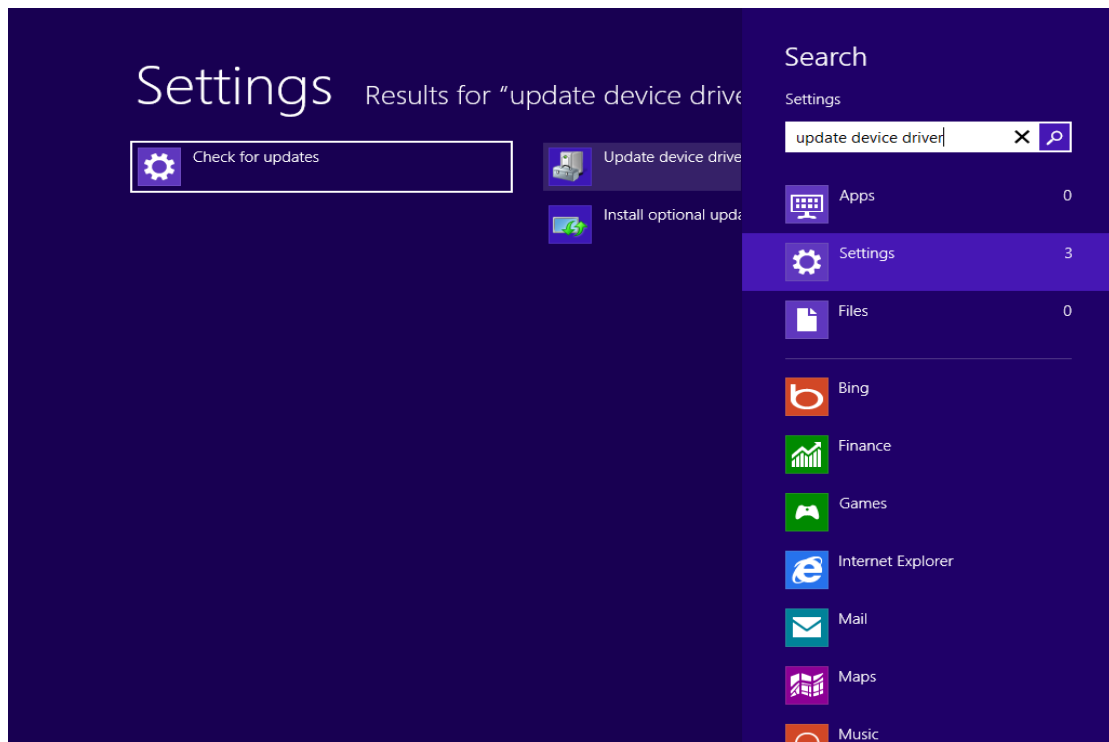 Settings Results for “update device drive
Check for updates
Update device drive
Install optional upda
Search
Settings
update device driver
Apps 0
Settings 3
Files 0
Bing
Finance
Games
Internet Explorer
Mail
Maps
Music